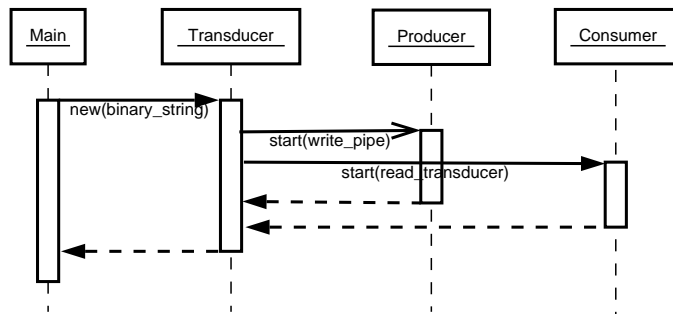 Main
Transducer
Producer
Consumer
new(binary_string)
start(write_pipe)
start(read_transducer)